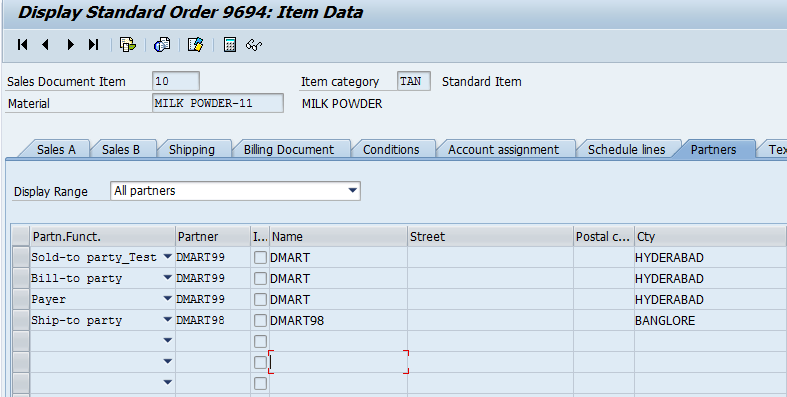 Display Standard Order 9694: Item Data
Sales Document Item 10 Item category TAN Standard Item
Material MILK POWDER-11 MILK POWDER
Sales A Sales B Shipping Billing Document Conditions Account assignment Schedule lines Partners Tex
Display Range All partners
Partn.Funct. Partner I... Name Street Postal c... Cty
Sold-to party_Test DMART99 DMART HYDERABAD
Bill-to party DMART99 DMART HYDERABAD
Payer DMART99 DMART HYDERABAD
Ship-to party DMART98 DMART98 BANGLORE